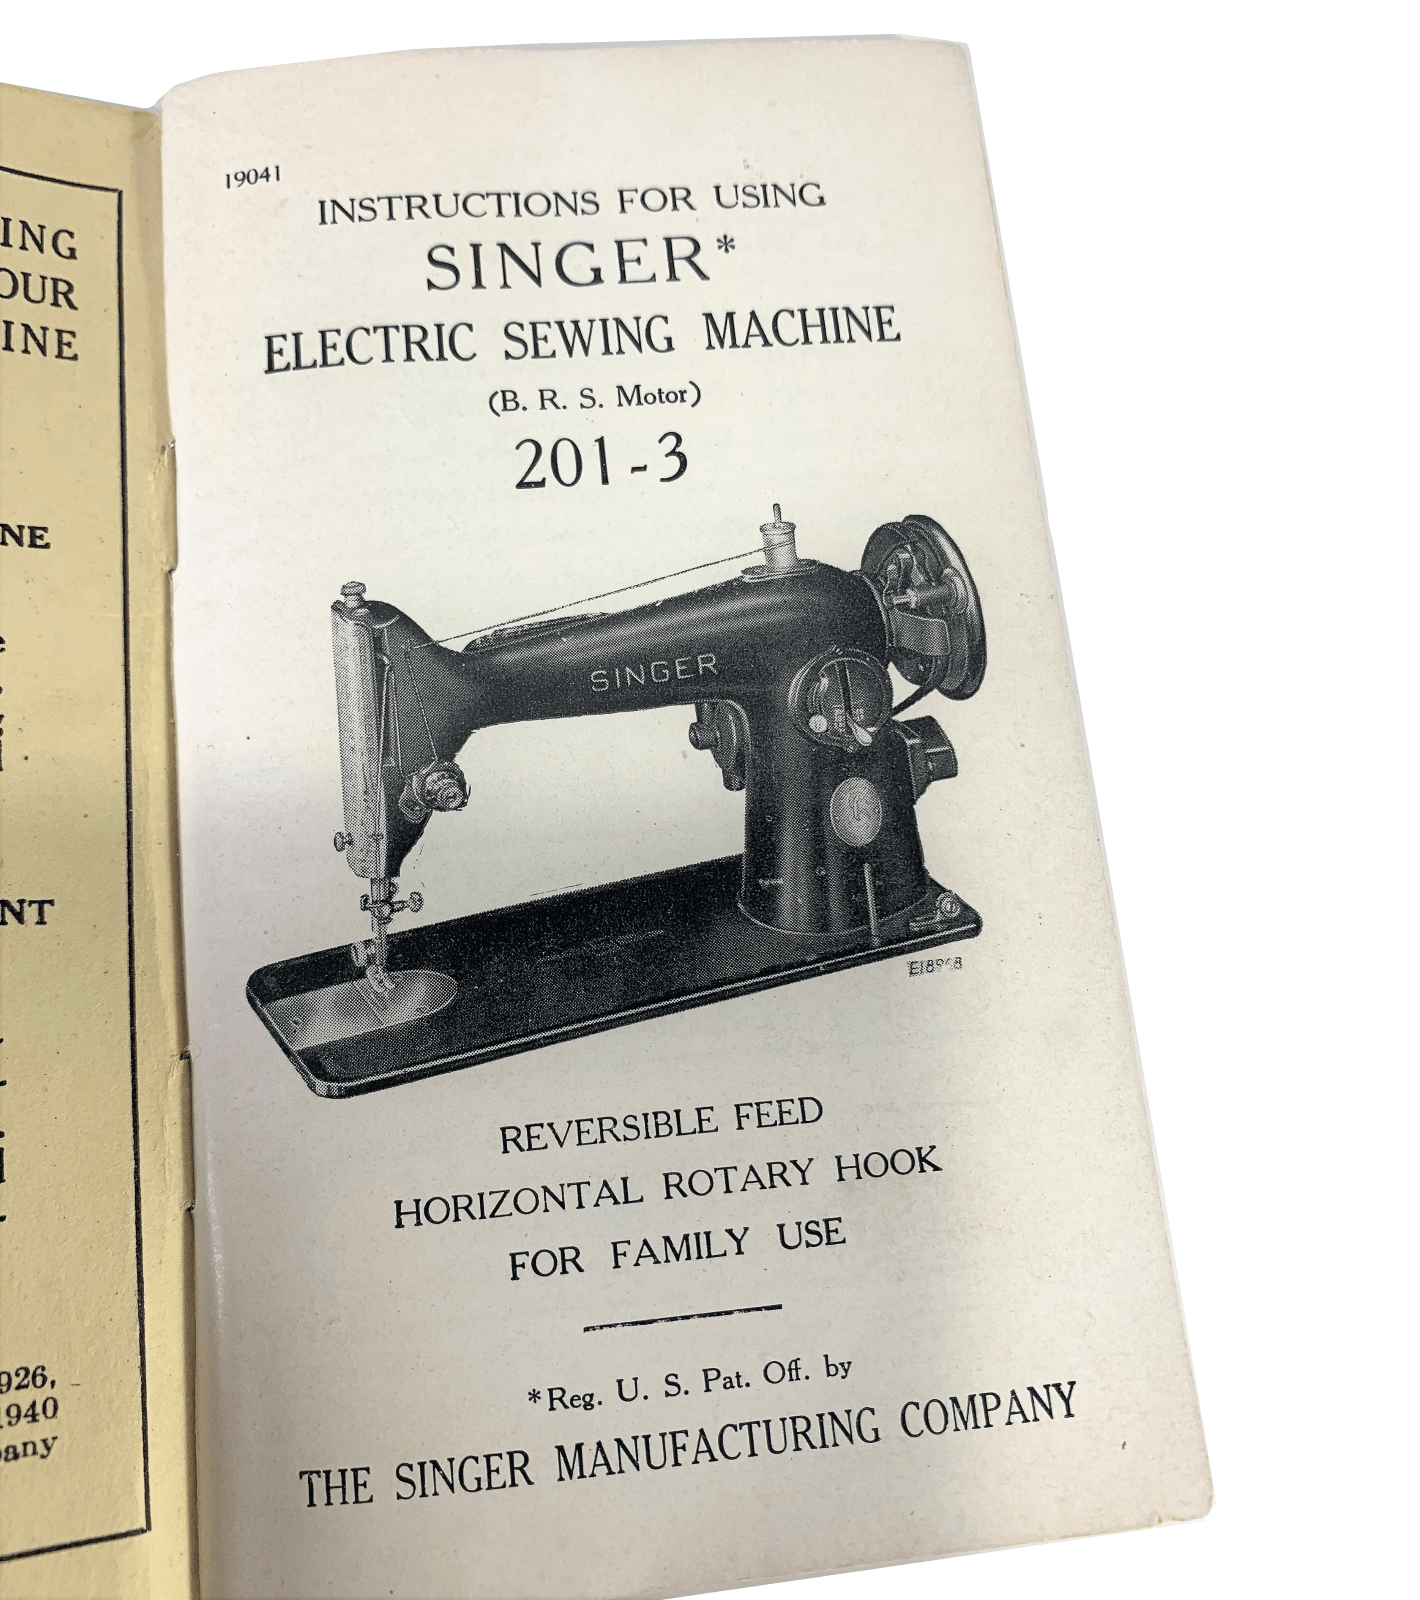 ING
OUR
INE
NE
NT
926,
1940
pany
19041
INSTRUCTIONS FOR USING
SINGER*
ELECTRIC SEWING MACHINE
(B. R. S. Motor)
201-3
SINGER
REVERSIBLE FEED
HORIZONTAL ROTARY HOOK
FOR FAMILY USE
*Reg. U. S. Pat. Off. by
THE SINGER MANUFACTURING COMPANY